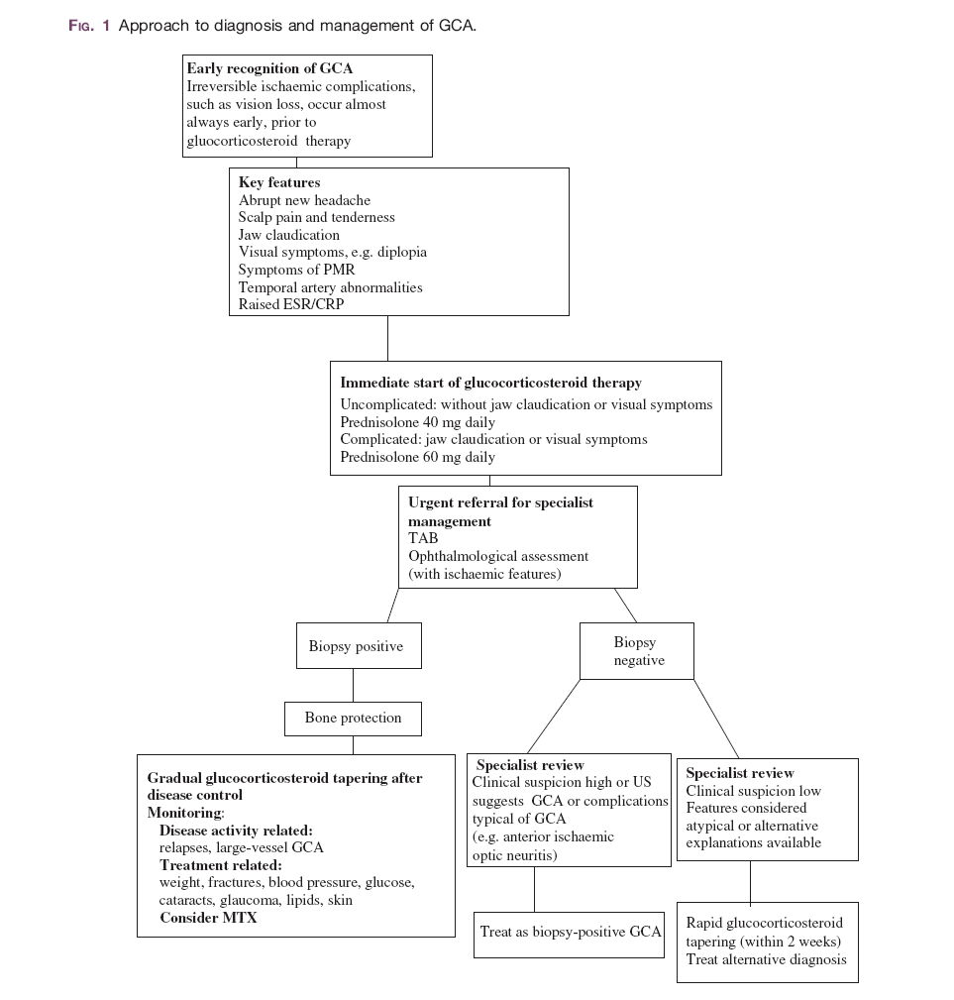 FIG. 1 Approach to diagnosis and management of GCA.
Early recognition of GCA
Irreversible ischaemic complications,
such as vision loss, occur almost
always early, prior to
gluocorticosteroid therapy
Key features
Abrupt new headache
Scalp pain and tenderness
Jaw claudication
Visual symptoms, e.g. diplopia
Symptoms of PMR
Temporal artery abnormalities
Raised ESR/CRP
Immediate start of glucocorticosteroid therapy
Uncomplicated: without jaw claudication or visual symptoms
Prednisolone 40 mg daily
Complicated: jaw claudication or visual symptoms
Prednisolone 60 mg daily
Urgent referral for specialist
management
TAB
Ophthalmological assessment
(with ischaemic features)
Biopsy positive
Bone protection
Gradual glucocorticosteroid tapering after
disease control
Monitoring:
Disease activity related:
relapses, large-vessel GCA
Treatment related:
weight, fractures, blood pressure, glucose,
cataracts, glaucoma, lipids, skin
Consider MTX
Biopsy
negative
Specialist review
Clinical suspicion high or US
suggests GCA or complications
typical of GCA
(e.g. anterior ischaemic
optic neuritis)
Treat as biopsy-positive GCA
Specialist review
Clinical suspicion low
Features considered
atypical or alternative
explanations available
Rapid glucocorticosteroid
tapering (within 2 weeks)
Treat alternative diagnosis